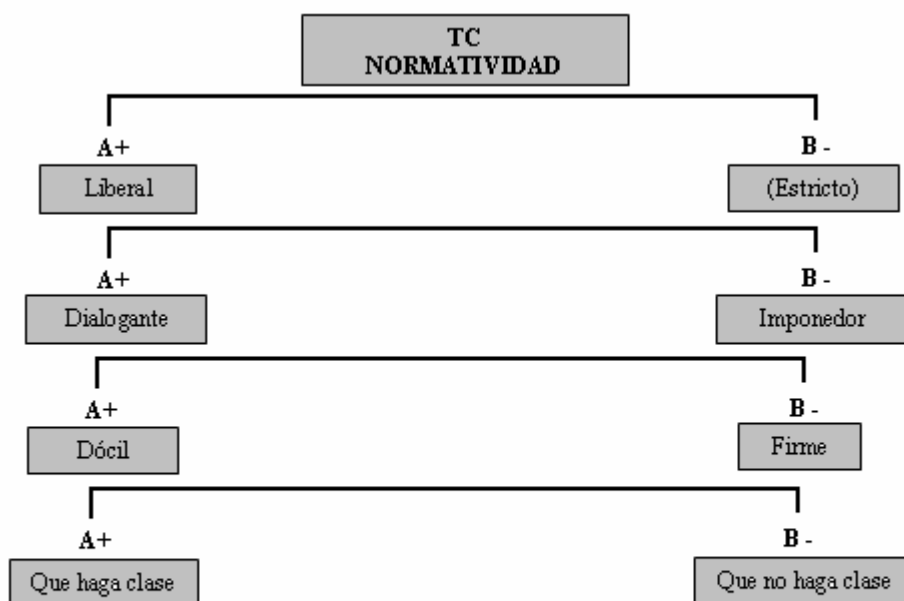 TC
NORMATIVIDAD
A+
B -
Liberal
(Estricto)
A+
B -
Dialogante
Imponedor
A+
B -
Dócil
Firme
A+
B -
Que haga clase
Que no haga clase